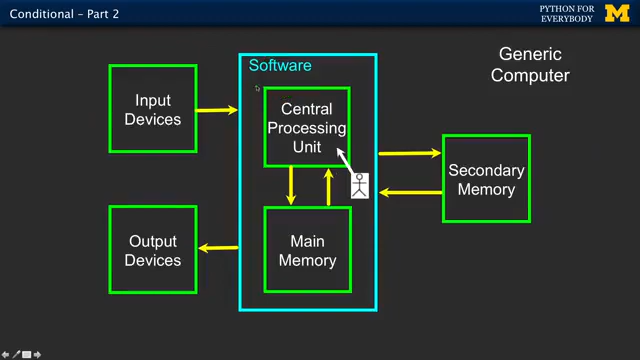 Conditional – Part 2
PYTHON FOR
EVERYBODY
M
Generic
Computer
Software
Input
Devices
Central
Processing
Unit
Secondary
Memory
Output
Devices
Main
Memory